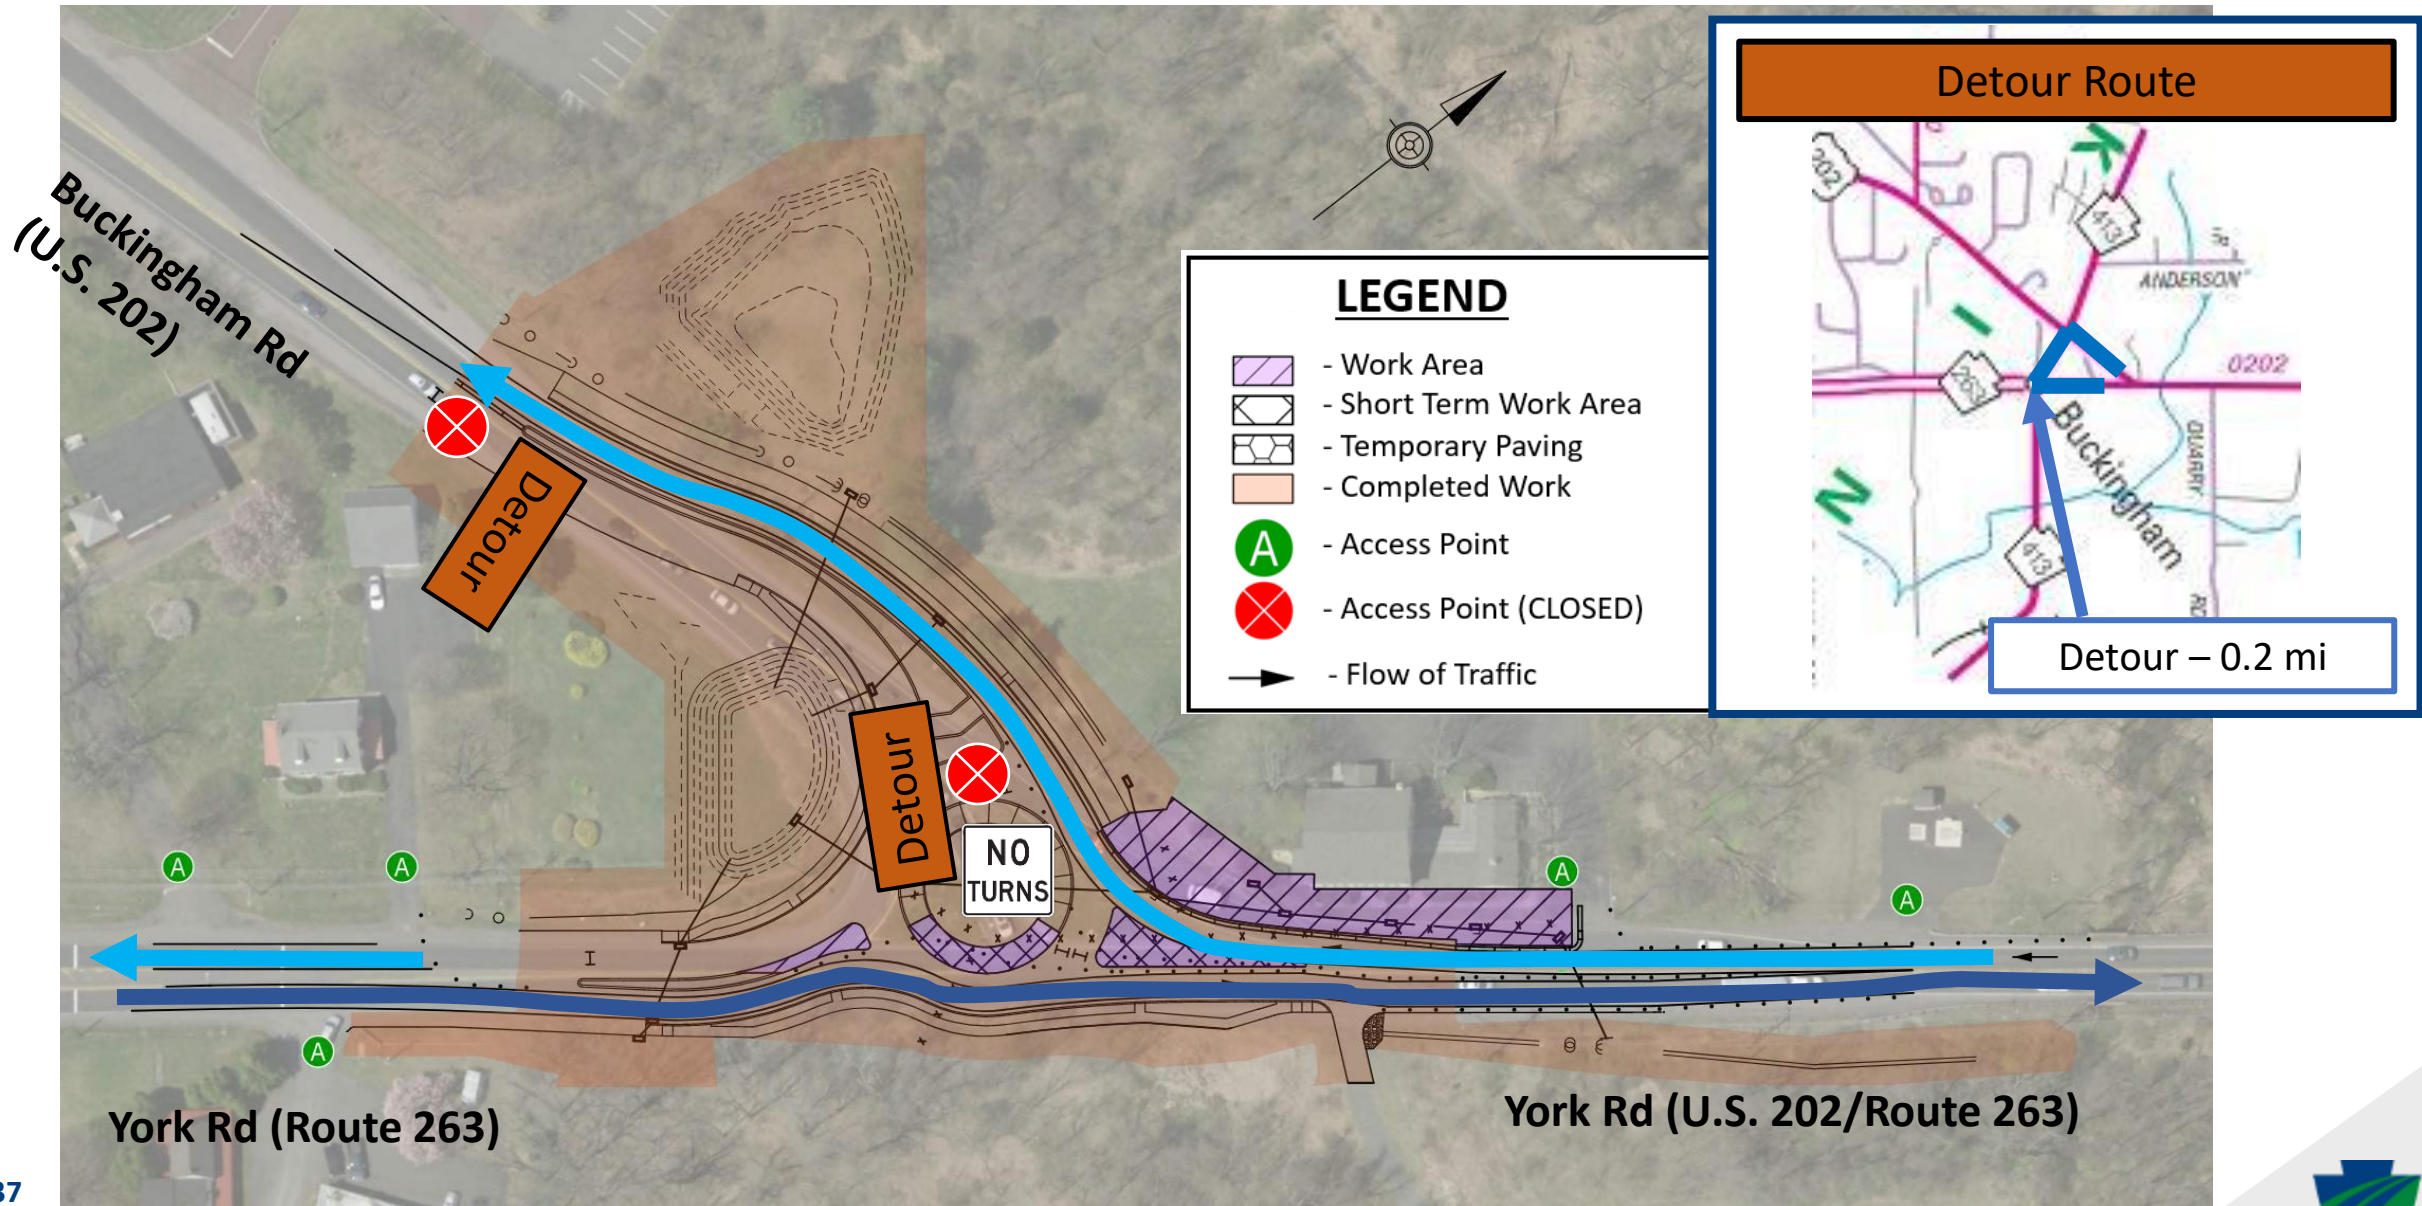 Detour Route
202
K
413
ANDERSON
I
0202
202
Buckingham
QUARRY
N
413
Detour – 0.2 mi
Buckingham Rd
(U.S. 202)
LEGEND
- Work Area
- Short Term Work Area
- Temporary Paving
- Completed Work
A - Access Point
- Access Point (CLOSED)
- Flow of Traffic
Detour
Detour
NO
TURNS
A
A
A
A
A
York Rd (Route 263)
York Rd (U.S. 202/Route 263)
37